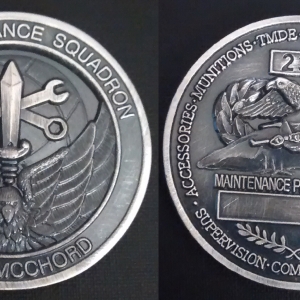 ANCE SQUADRON
MCCHORD
ACCESSORIES · MUNITIONS · TMDE
2
MAINTENANCE P
SUPERVISION · COM